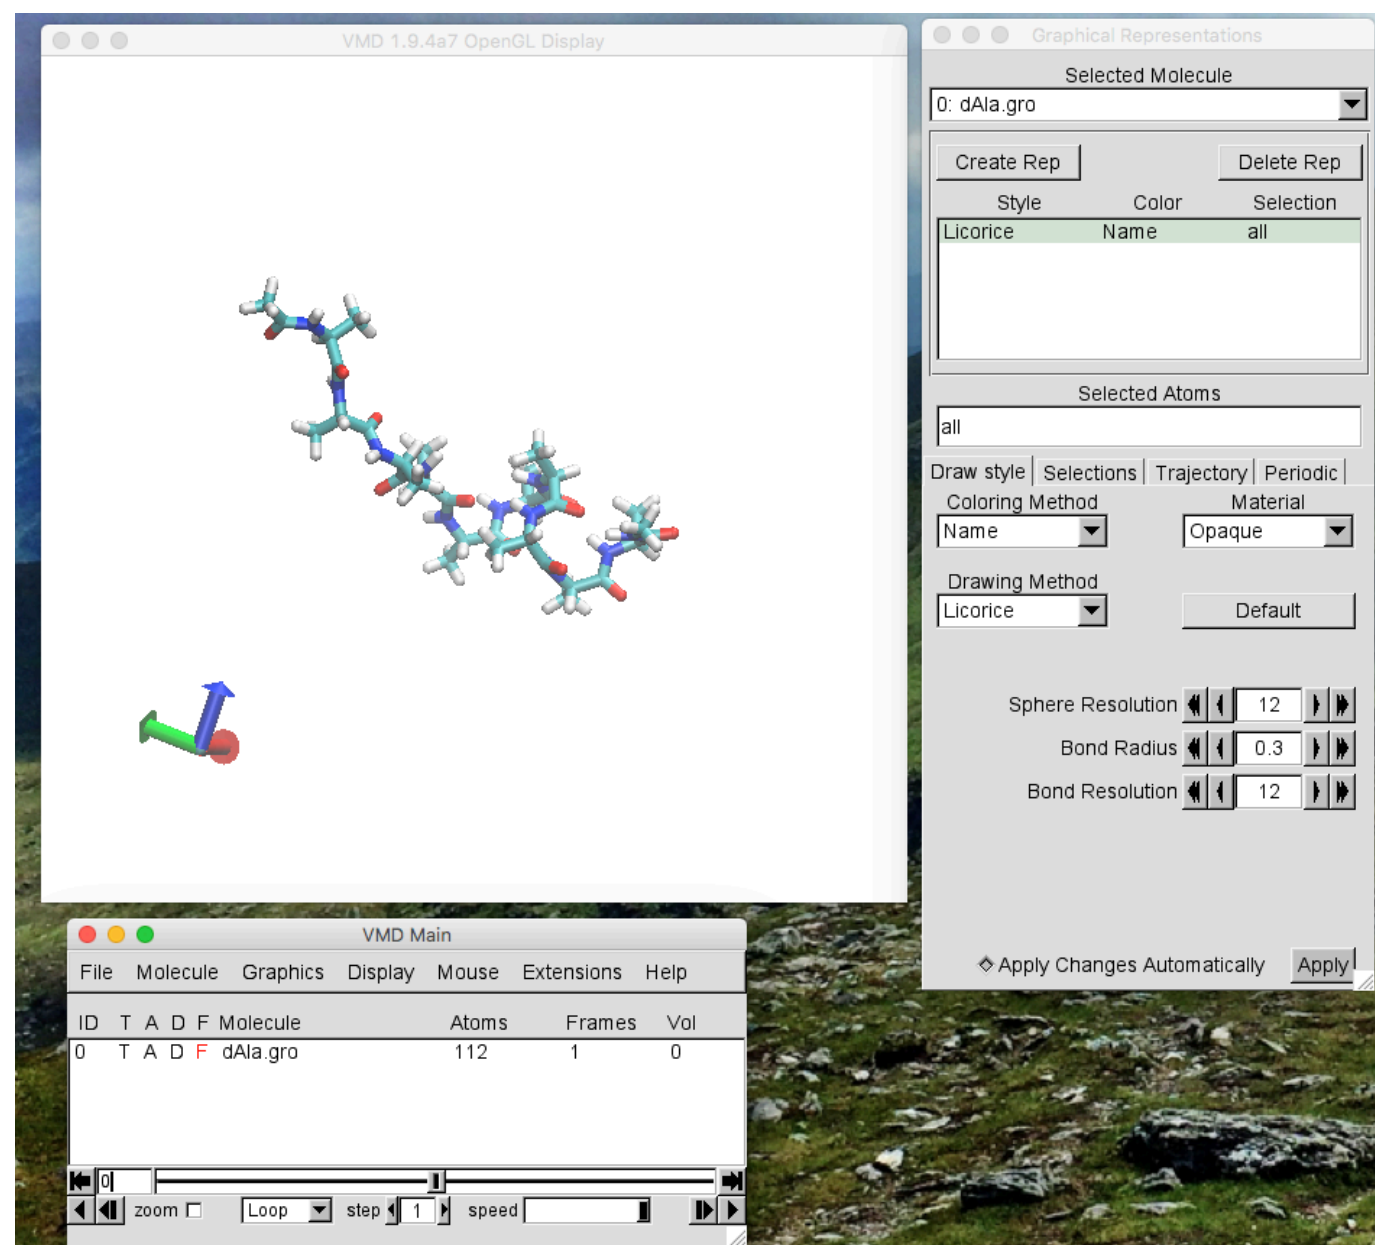 VMD 1.9.4a7 OpenGL Display
Graphical Representations
Selected Molecule
0: dAla.gro
Create Rep Delete Rep
Style Color Selection
Licorice Name all
Selected Atoms
all
Draw style Selections Trajectory Periodic
Coloring Method Material
Name Opaque
Drawing Method
Licorice Default
Sphere Resolution 12
Bond Radius 0.3
Bond Resolution 12
Apply Changes Automatically Apply
VMD Main
File Molecule Graphics Display Mouse Extensions Help
ID T A D F Molecule Atoms Frames Vol
0 T A D F dAla.gro 112 1 0
0
zoom Loop step 1 speed